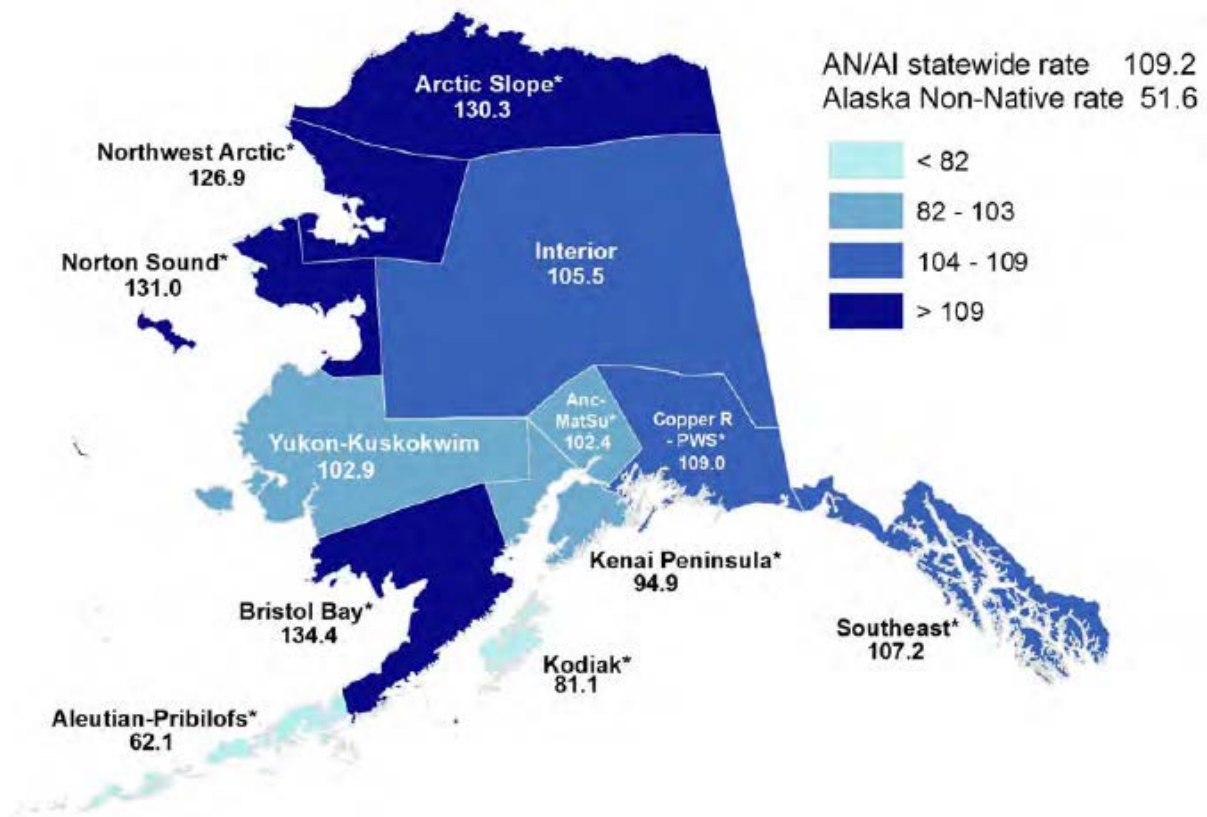 AN/AI statewide rate 109.2
Alaska Non-Native rate 51.6
< 82
82 - 103
104 - 109
> 109
Arctic Slope*
130.3
Northwest Arctic*
126.9
Norton Sound*
131.0
Interior
105.5
Anc-
MatSu*
102.4
Copper R
- PWS*
109.0
Yukon-Kuskokwim
102.9
Kenai Peninsula*
94.9
Bristol Bay*
134.4
Southeast*
107.2
Kodiak*
81.1
Aleutian-Pribilofs*
62.1